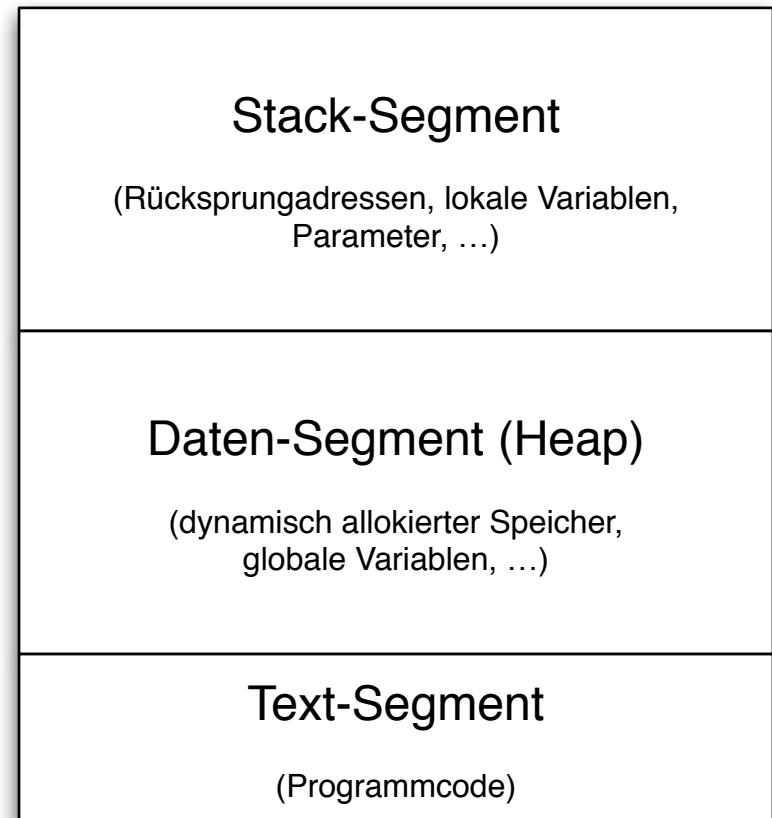 Stack-Segment
(Rücksprungadressen, lokale Variablen,
Parameter, …)
Daten-Segment (Heap)
(dynamisch allokierter Speicher,
globale Variablen, …)
Text-Segment
(Programmcode)